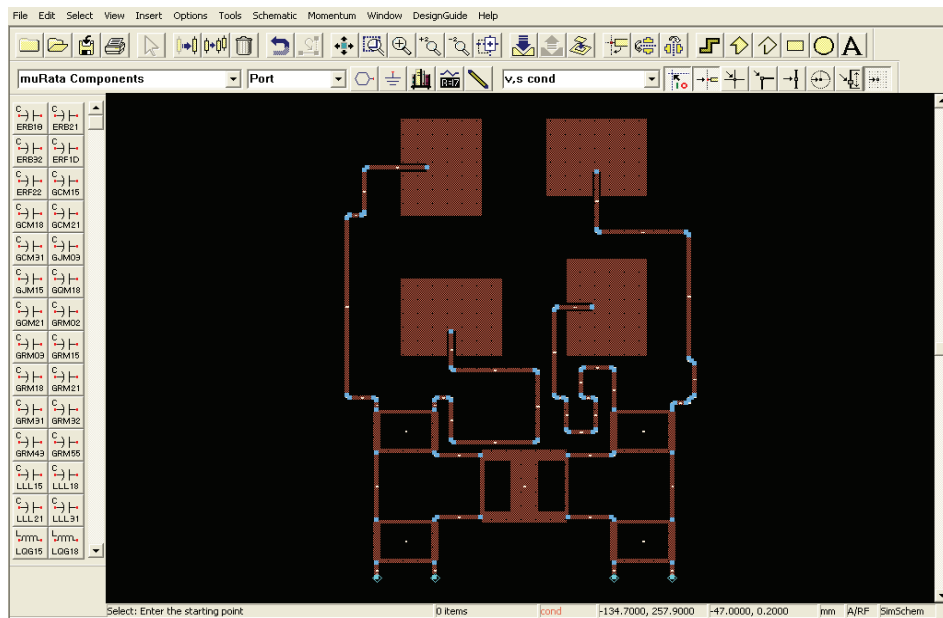 File Edit Select View Insert Options Tools Schematic Momentum Window DesignGuide Help
muRata Components Port v,s cond
ERB18 ERB21
ERB32 ERF1D
ERF22 GCM15
GCM18 GCM21
GCM31 GJM03
GJM15 GQM18
GQM21 GRM02
GRM03 GRM15
GRM18 GRM21
GRM31 GRM32
GRM43 GRM55
LLL15 LLL18
LLL21 LLL31
LQG15 LQG18
Select: Enter the starting point 0 items cond -134.7000, 257.9000 -47.0000, 0.2000 mm A/RF SimSchem